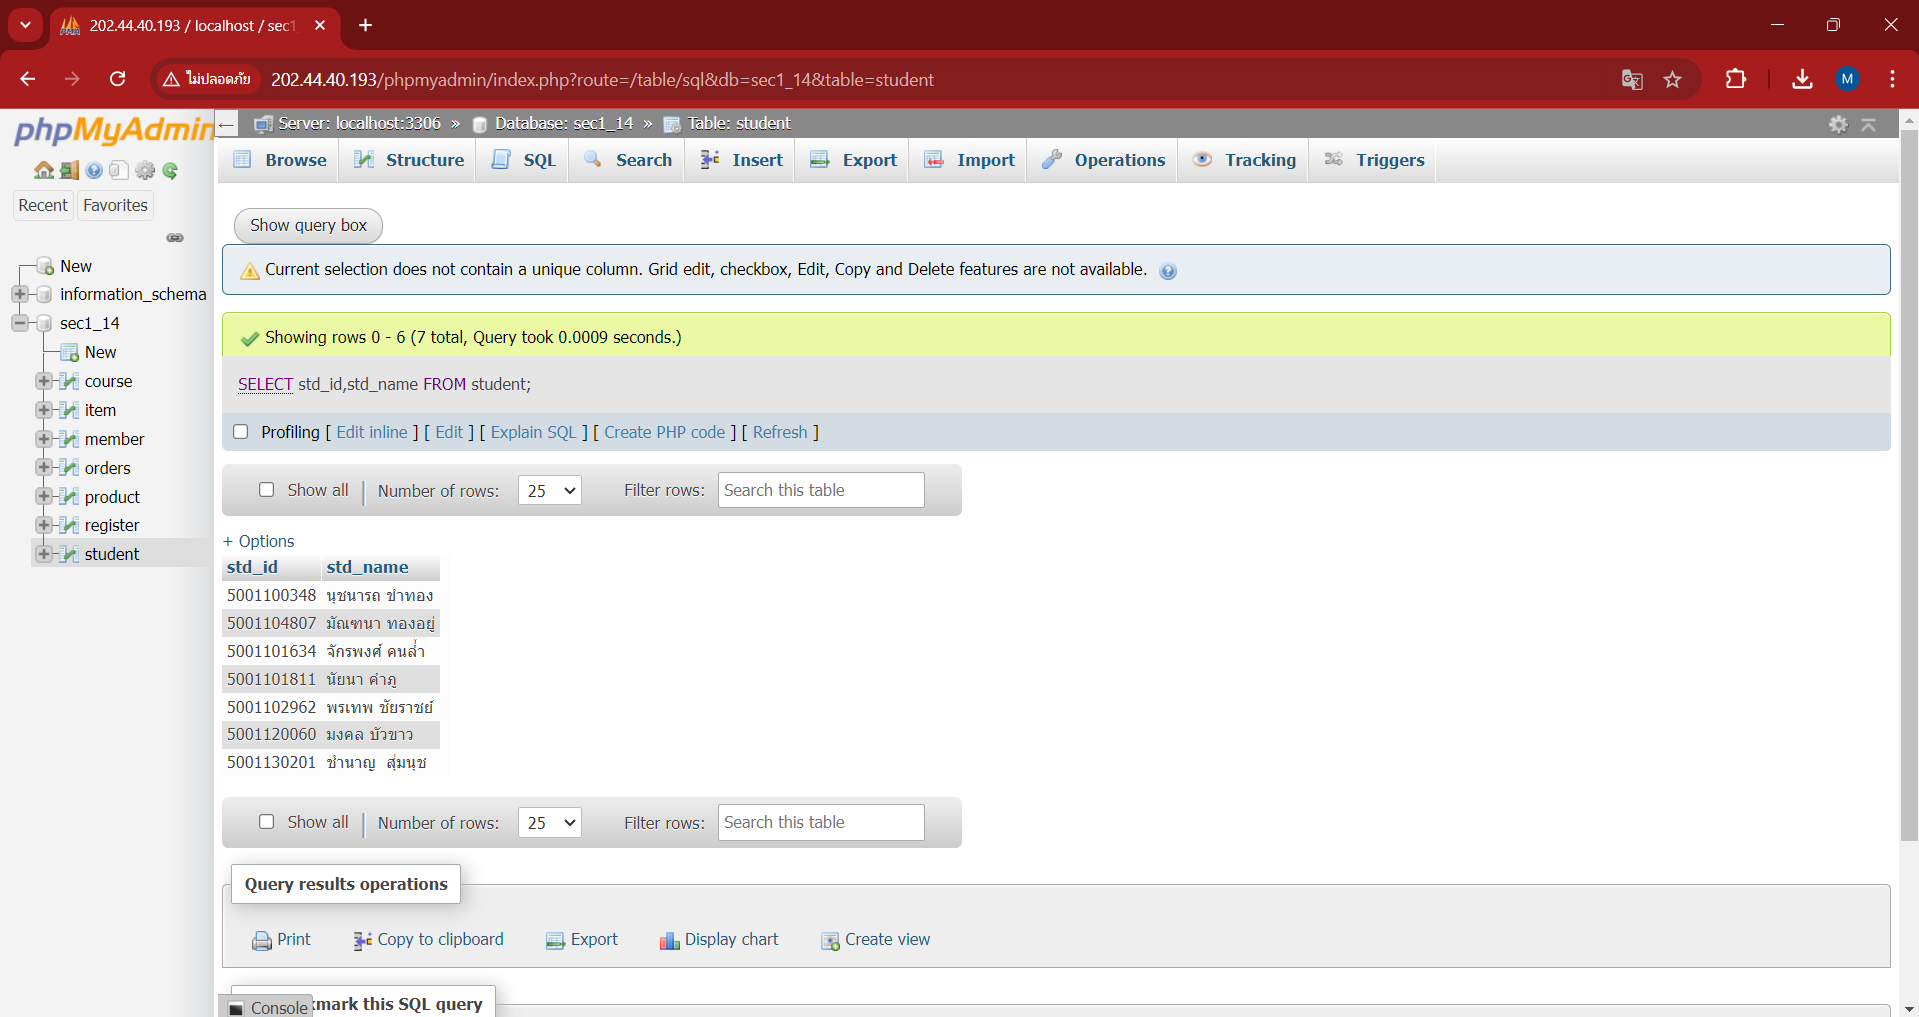 202.44.40.193 / localhost / sec1
ไม่ปลอดภัย 202.44.40.193/phpmyadmin/index.php?route=/table/sql&db=sec1_14&table=student
M
phpMyAdmin
Recent Favorites
New
information_schema
sec1_14
New
course
item
member
orders
product
register
student
Server: localhost:3306 » Database: sec1_14 » Table: student
Browse Structure SQL Search Insert Export Import Operations Tracking Triggers
Show query box
Current selection does not contain a unique column. Grid edit, checkbox, Edit, Copy and Delete features are not available.
Showing rows 0 - 6 (7 total, Query took 0.0009 seconds.)
SELECT std_id,std_name FROM student;
Profiling [ Edit inline ] [ Edit ] [ Explain SQL ] [ Create PHP code ] [ Refresh ]
Show all | Number of rows: 25 Filter rows: Search this table
+ Options
std_id std_name
5001100348 นุชนารถ ขำทอง
5001104807 มัณฑนา ทองอยู่
5001101634 จักรพงศ์ คนล่ำ
5001101811 นัยนา คำภู
5001102962 พรเทพ ชัยราชย์
5001120060 มงคล บัวขาว
5001130201 ชำนาญ สุ่มนุช
Show all | Number of rows: 25 Filter rows: Search this table
Query results operations
Print Copy to clipboard Export Display chart Create view
Console kmark this SQL query